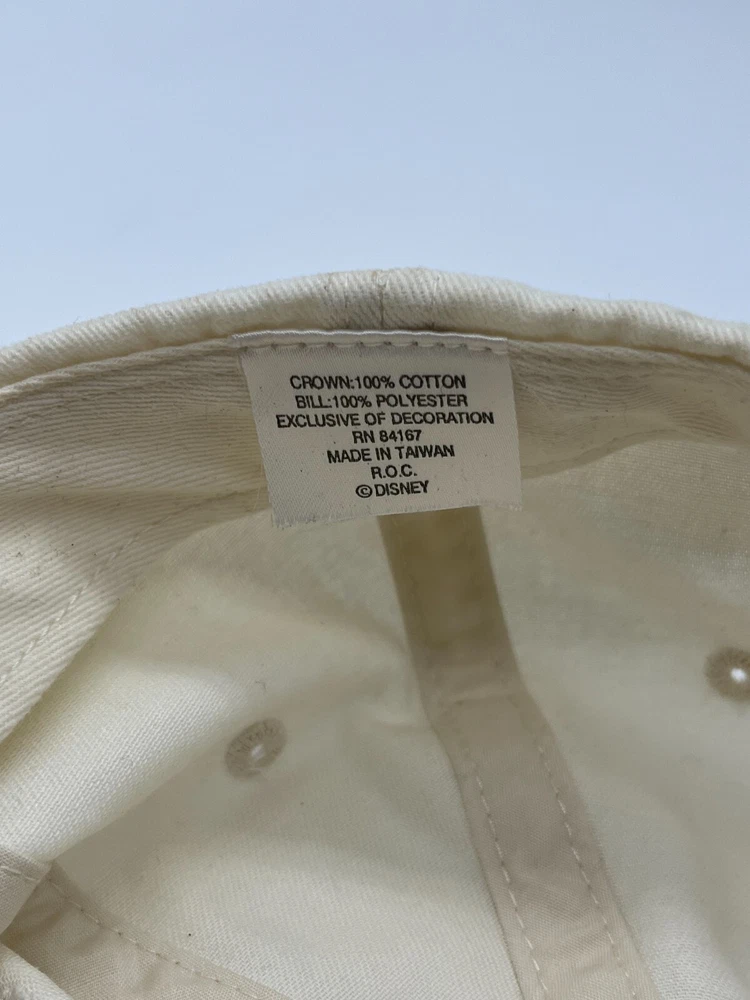 CROWN:100% COTTON
BILL:100% POLYESTER
EXCLUSIVE OF DECORATION
RN 84167
MADE IN TAIWAN
R.O.C.
©DISNEY